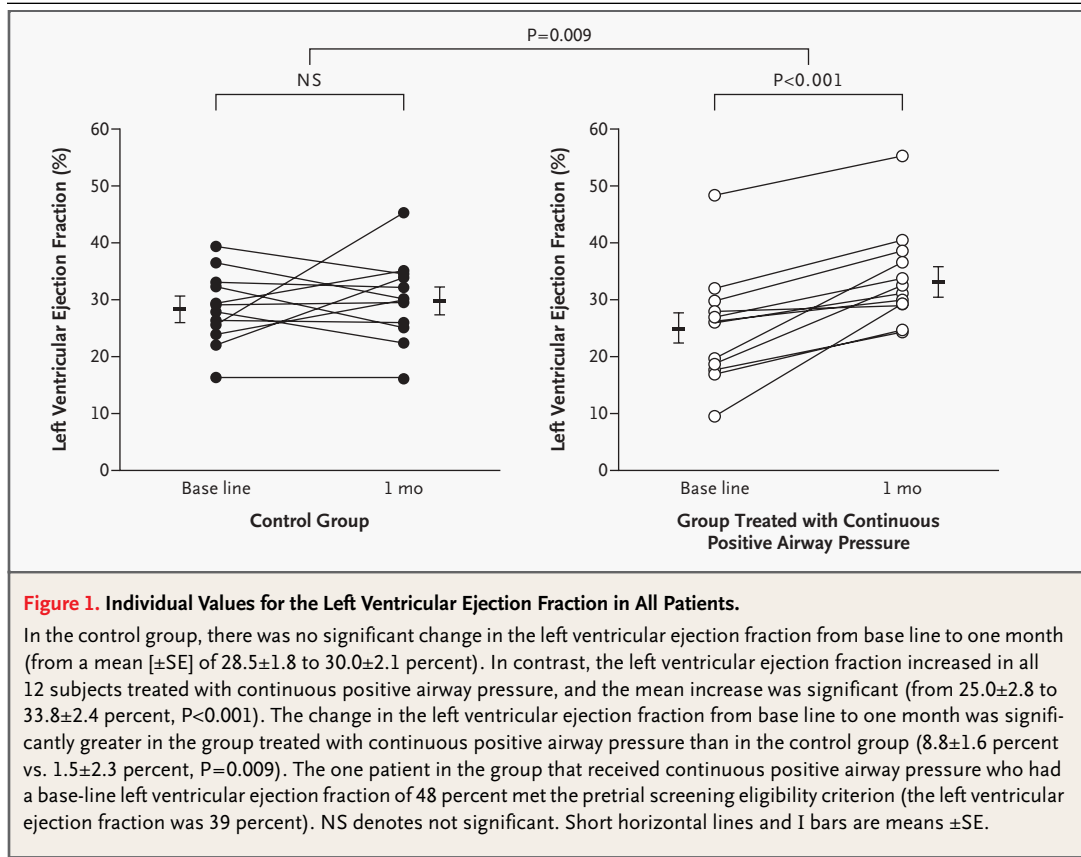 P=0.009
NS
P<0.001
60
50
40
30
20
10
0
Left Ventricular Ejection Fraction (%)
Base line
1 mo
Control Group
60
50
40
30
20
10
0
Left Ventricular Ejection Fraction (%)
Base line
1 mo
Group Treated with Continuous
Positive Airway Pressure
Figure 1. Individual Values for the Left Ventricular Ejection Fraction in All Patients.
In the control group, there was no significant change in the left ventricular ejection fraction from base line to one month
(from a mean [±SE] of 28.5±1.8 to 30.0±2.1 percent). In contrast, the left ventricular ejection fraction increased in all
12 subjects treated with continuous positive airway pressure, and the mean increase was significant (from 25.0±2.8 to
33.8±2.4 percent, P<0.001). The change in the left ventricular ejection fraction from base line to one month was signifi-
cantly greater in the group treated with continuous positive airway pressure than in the control group (8.8±1.6 percent
vs. 1.5±2.3 percent, P=0.009). The one patient in the group that received continuous positive airway pressure who had
a base-line left ventricular ejection fraction of 48 percent met the pretrial screening eligibility criterion (the left ventricular
ejection fraction was 39 percent). NS denotes not significant. Short horizontal lines and I bars are means ±SE.